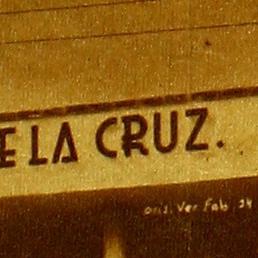 E LA CRUZ.
Ver Fab. 24